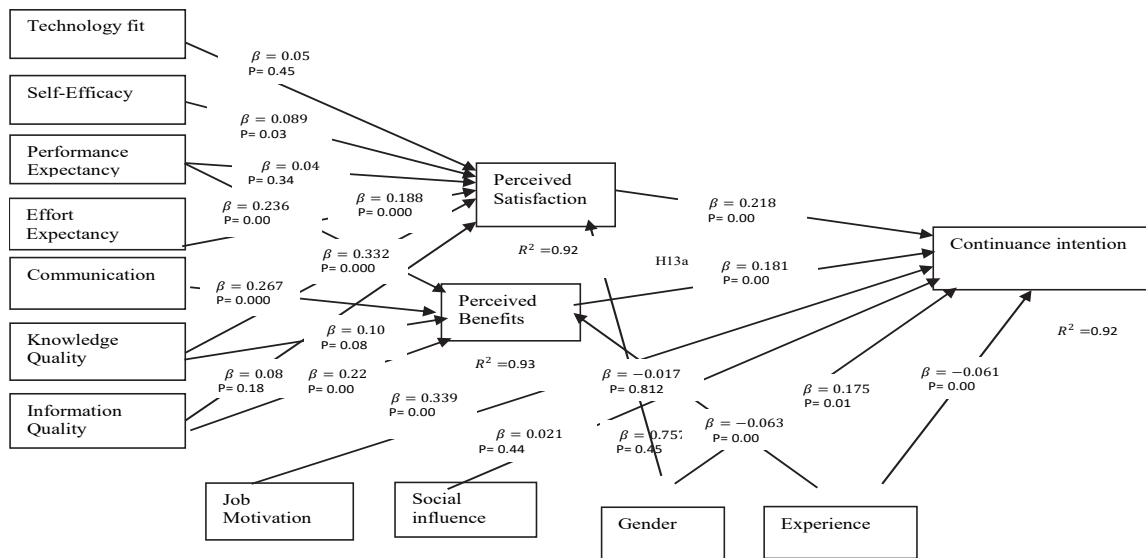 Technology fit
β = 0.05
P= 0.45
Self-Efficacy
β = 0.089
P= 0.03
Performance
Expectancy
β = 0.04
P= 0.34
Perceived
Satisfaction
Effort
Expectancy
β = 0.236
P= 0.00
β = 0.188
P= 0.000
β = 0.218
P= 0.00
Continuance intention
R² =0.92
Communication
β = 0.332
P= 0.000
H13a
β = 0.181
P= 0.00
β = 0.267
P= 0.000
Perceived
Benefits
Knowledge
Quality
β = 0.10
P= 0.08
R² =0.92
R² =0.93
β = 0.08
P= 0.18
β = 0.22
P= 0.00
β = −0.017
P= 0.812
β = 0.175
P= 0.01
β = −0.061
P= 0.00
Information
Quality
β = 0.339
P= 0.00
β = 0.021
P= 0.44
β = 0.757
P= 0.45
β = −0.063
P= 0.00
Job
Motivation
Social
influence
Gender
Experience